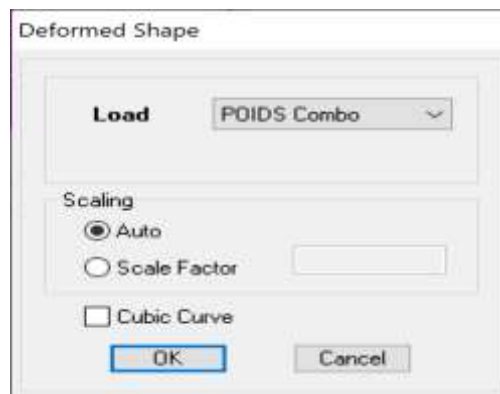 Deformed Shape
Load POIDS Combo
Scaling
Auto
Scale Factor
Cubic Curve
OK Cancel